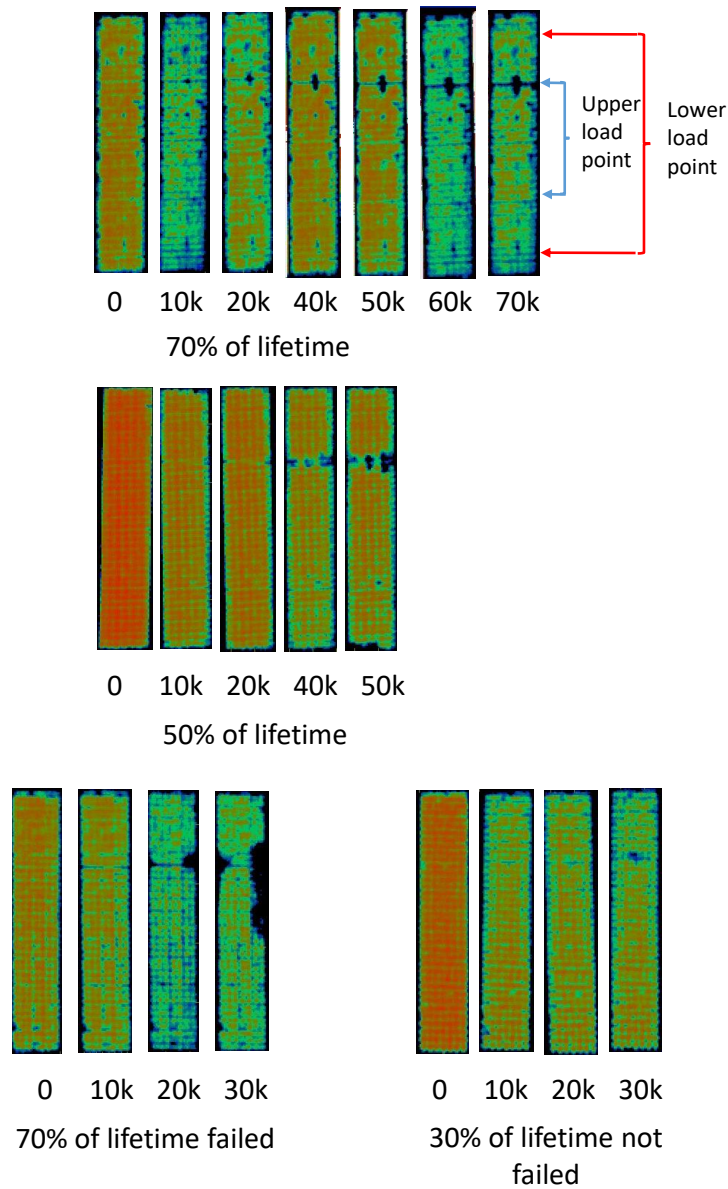 Upper
load
point
Lower
load
point
0 10k 20k 40k 50k 60k 70k
70% of lifetime
0 10k 20k 40k 50k
50% of lifetime
0 10k 20k 30k
70% of lifetime failed
0 10k 20k 30k
30% of lifetime not
failed